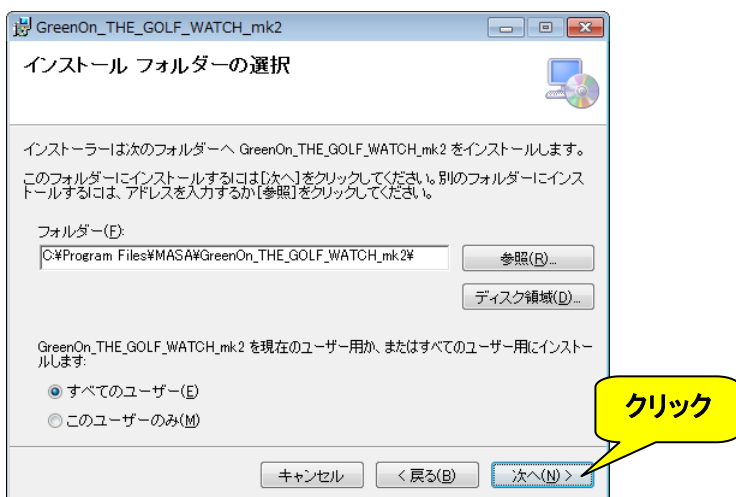 GreenOn_THE_GOLF_WATCH_mk2
インストール フォルダーの選択
インストーラーは次のフォルダーへ GreenOn_THE_GOLF_WATCH_mk2 をインストールします。
このフォルダーにインストールするには[次へ]をクリックしてください。別のフォルダーにインス
トールするには、アドレスを入力するか[参照]をクリックしてください。
フォルダー(F):
C:¥Program Files¥MASA¥GreenOn_THE_GOLF_WATCH_mk2¥
参照(R)...
ディスク領域(D)...
GreenOn_THE_GOLF_WATCH_mk2 を現在のユーザー用か、またはすべてのユーザー用にインストー
ルします:
すべてのユーザー(E)
このユーザーのみ(M)
クリック
キャンセル
< 戻る(B)
次へ(N) >